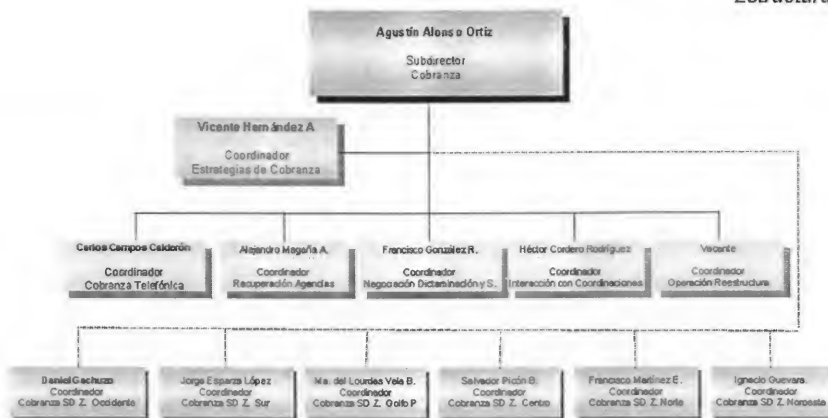 Estructura
Agustín Alonso Ortiz
Subdirector
Cobranza
Vicente Hernández A
Coordinador
Estrategias de Cobranza
Carlos Campos Calderón
Coordinador
Cobranza Telefónica
Alejandro Magaña A.
Coordinador
Recuperación Agencias
Francisco González R.
Coordinador
Negociación Dictaminación y S.
Héctor Cordero Rodríguez
Coordinador
Interacción con Coordinaciones
Vacante
Coordinador
Operación Reestructura
Daniel Gachuzo
Coordinador
Cobranza SD Z. Occidente
Jorge Esparza López
Coordinador
Cobranza SD Z. Sur
Ma. del Lourdes Vela B.
Coordinador
Cobranza SD Z. Golfo P
Salvador Picón B.
Coordinador
Cobranza SD Z. Centro
Francisco Martínez E.
Coordinador
Cobranza SD Z. Norte
Ignacio Guevara.
Coordinador
Cobranza SD Z. Noroeste